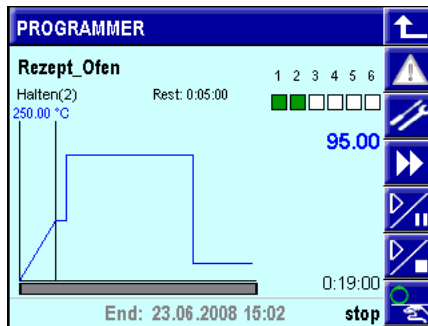 PROGRAMMER
Rezept_Ofen
1 2 3 4 5 6
Halten(2) Rest: 0:05:00
250.00 °C
95.00
0:19:00
End: 23.06.2008 15:02 stop